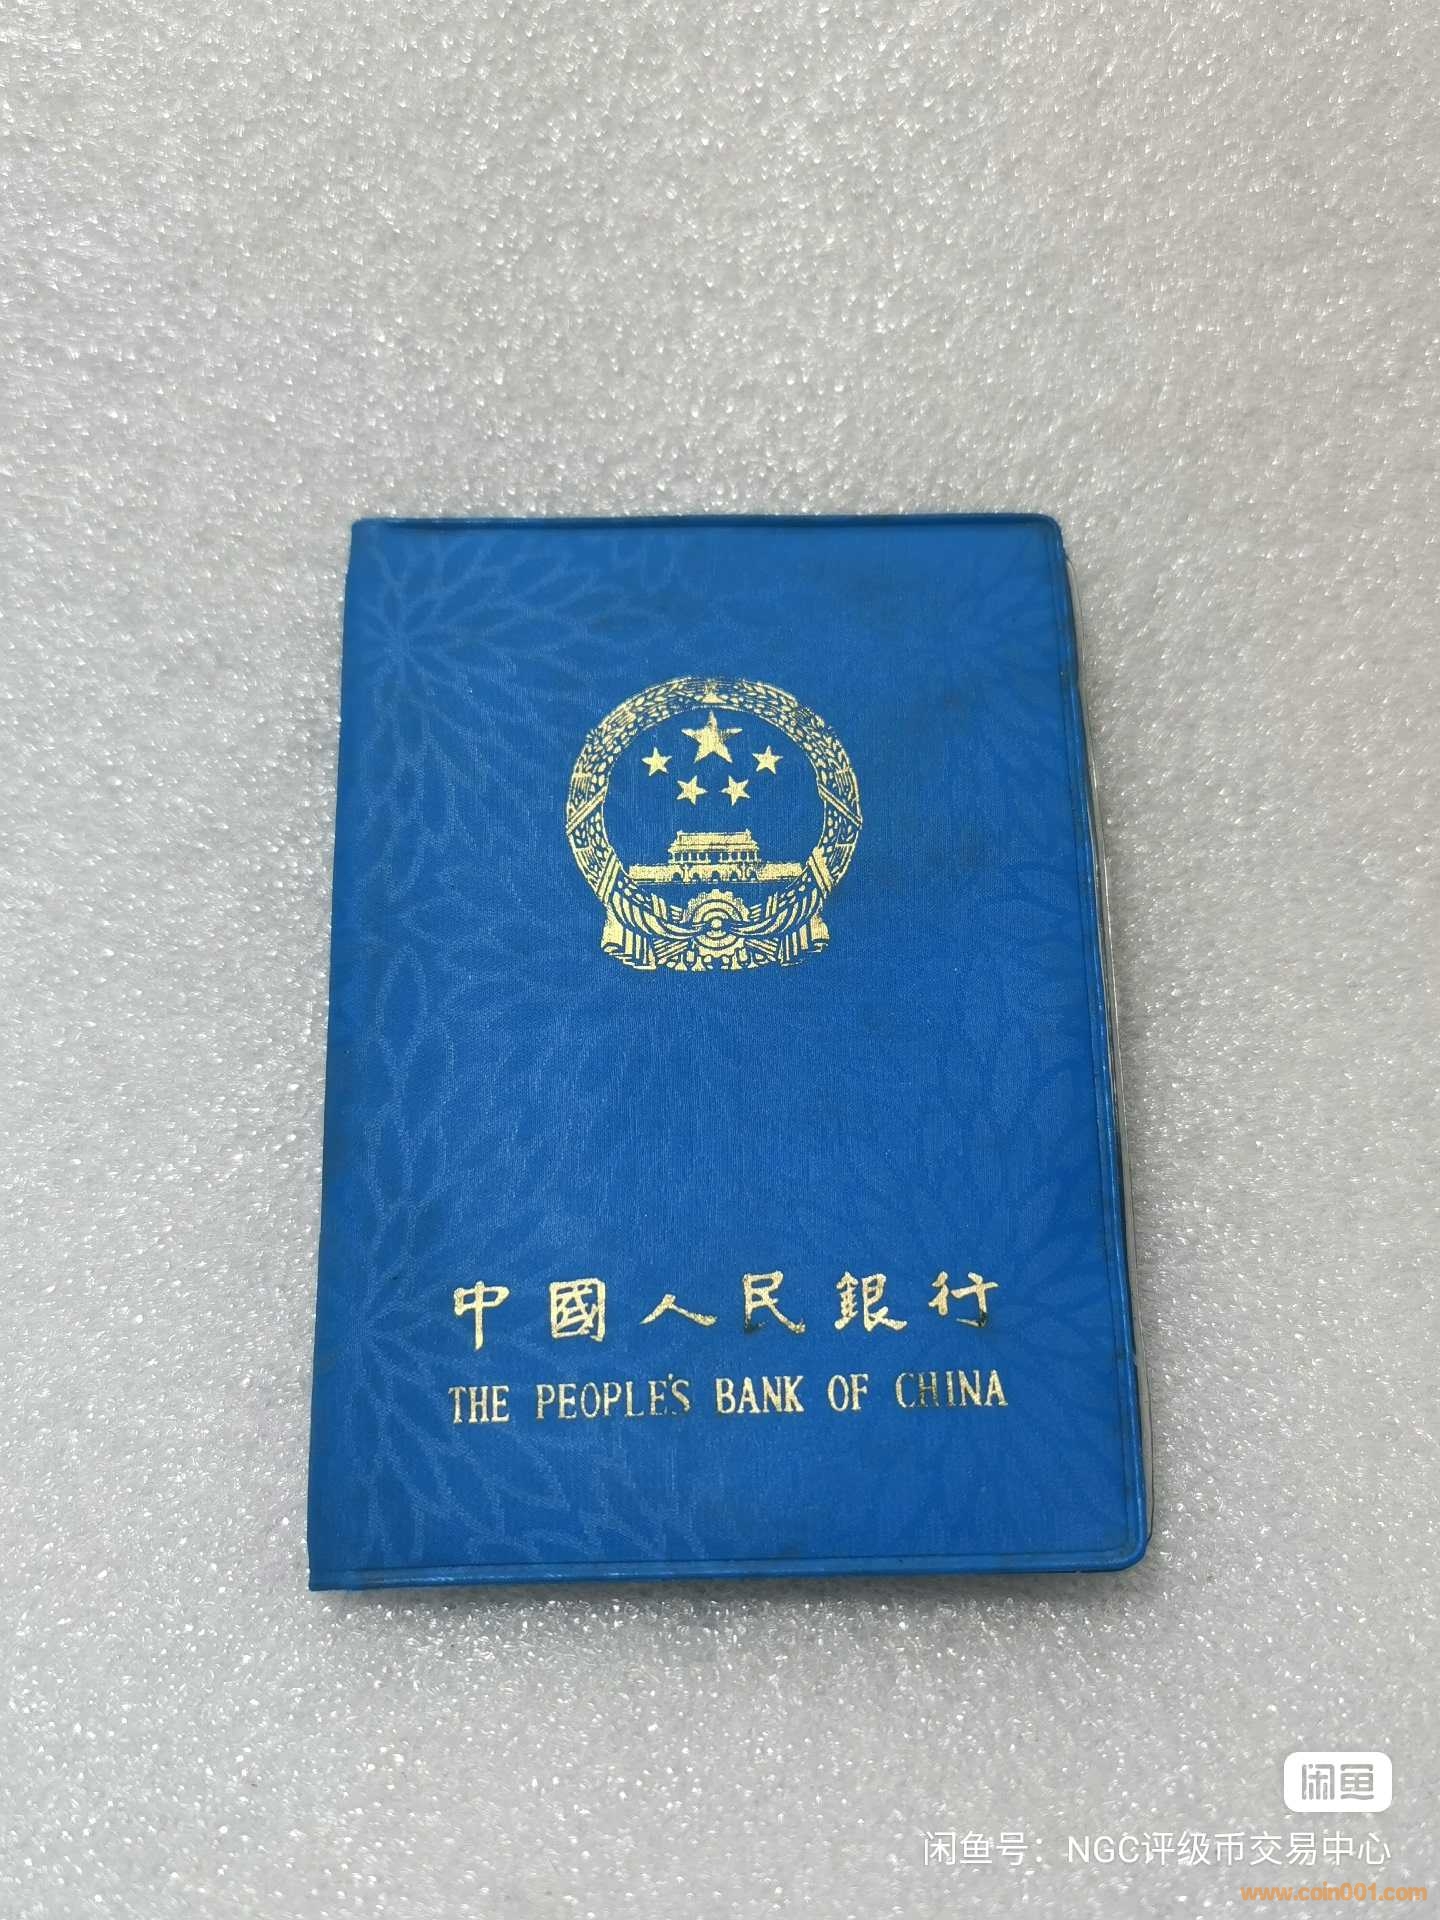 中國人民銀行
THE PEOPLE'S BANK OF CHINA
闲鱼
闲鱼号：NGC评级币交易中心
www.coin001.com